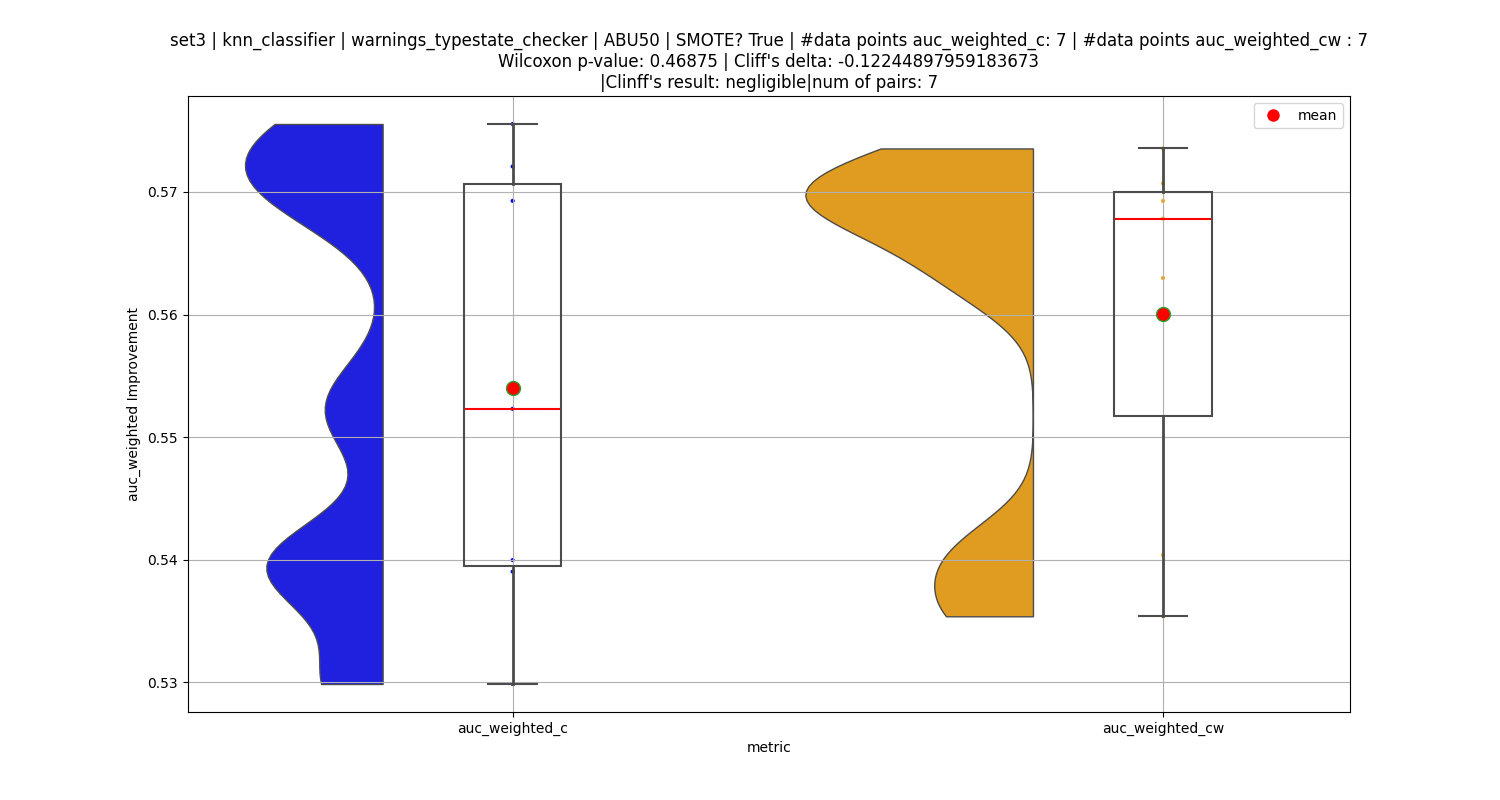 set3 | knn_classifier | warnings_typestate_checker | ABU50 | SMOTE? True | #data points auc_weighted_c: 7 | #data points auc_weighted_cw : 7
Wilcoxon p-value: 0.46875 | Cliff's delta: -0.12244897959183673
|Clinff's result: negligible|num of pairs: 7
mean
0.57
0.56
0.55
0.54
0.53
auc_weighted Improvement
auc_weighted_c
auc_weighted_cw
metric